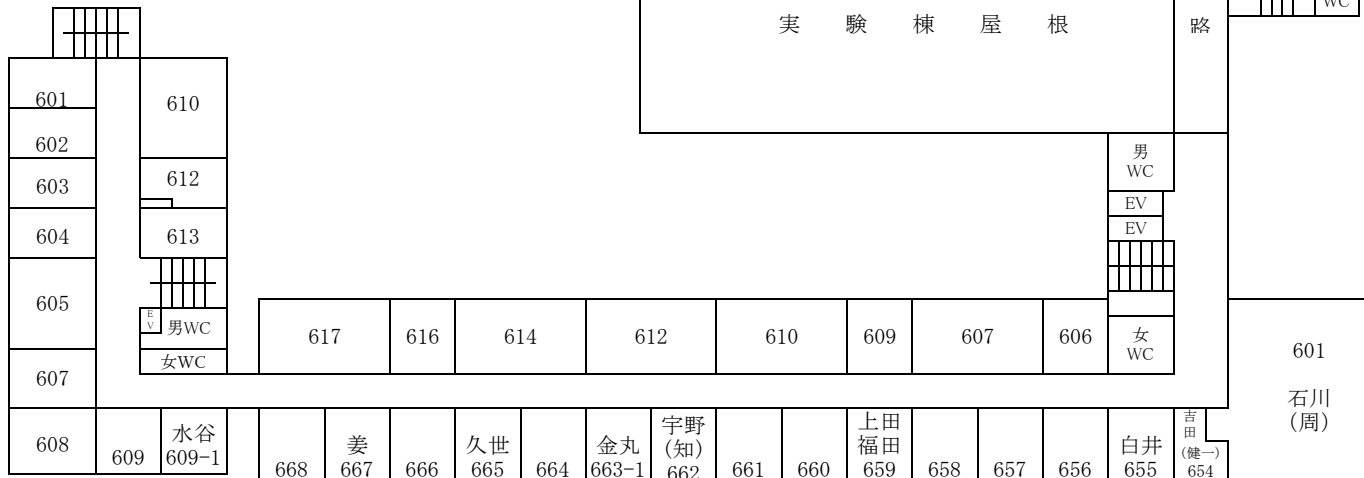 WC
実験棟屋根
路
601
610
602
603
612
604
613
605
EV
男WC
女WC
607
608
609
水谷
609-1
男
WC
EV
EV
617
616
614
612
610
609
607
606
女
WC
601
石川
(周)
668
姜
667
666
久世
665
664
金丸
663-1
宇野
(知)
662
661
660
上田
福田
659
658
657
656
白井
655
吉田
(健一)
654